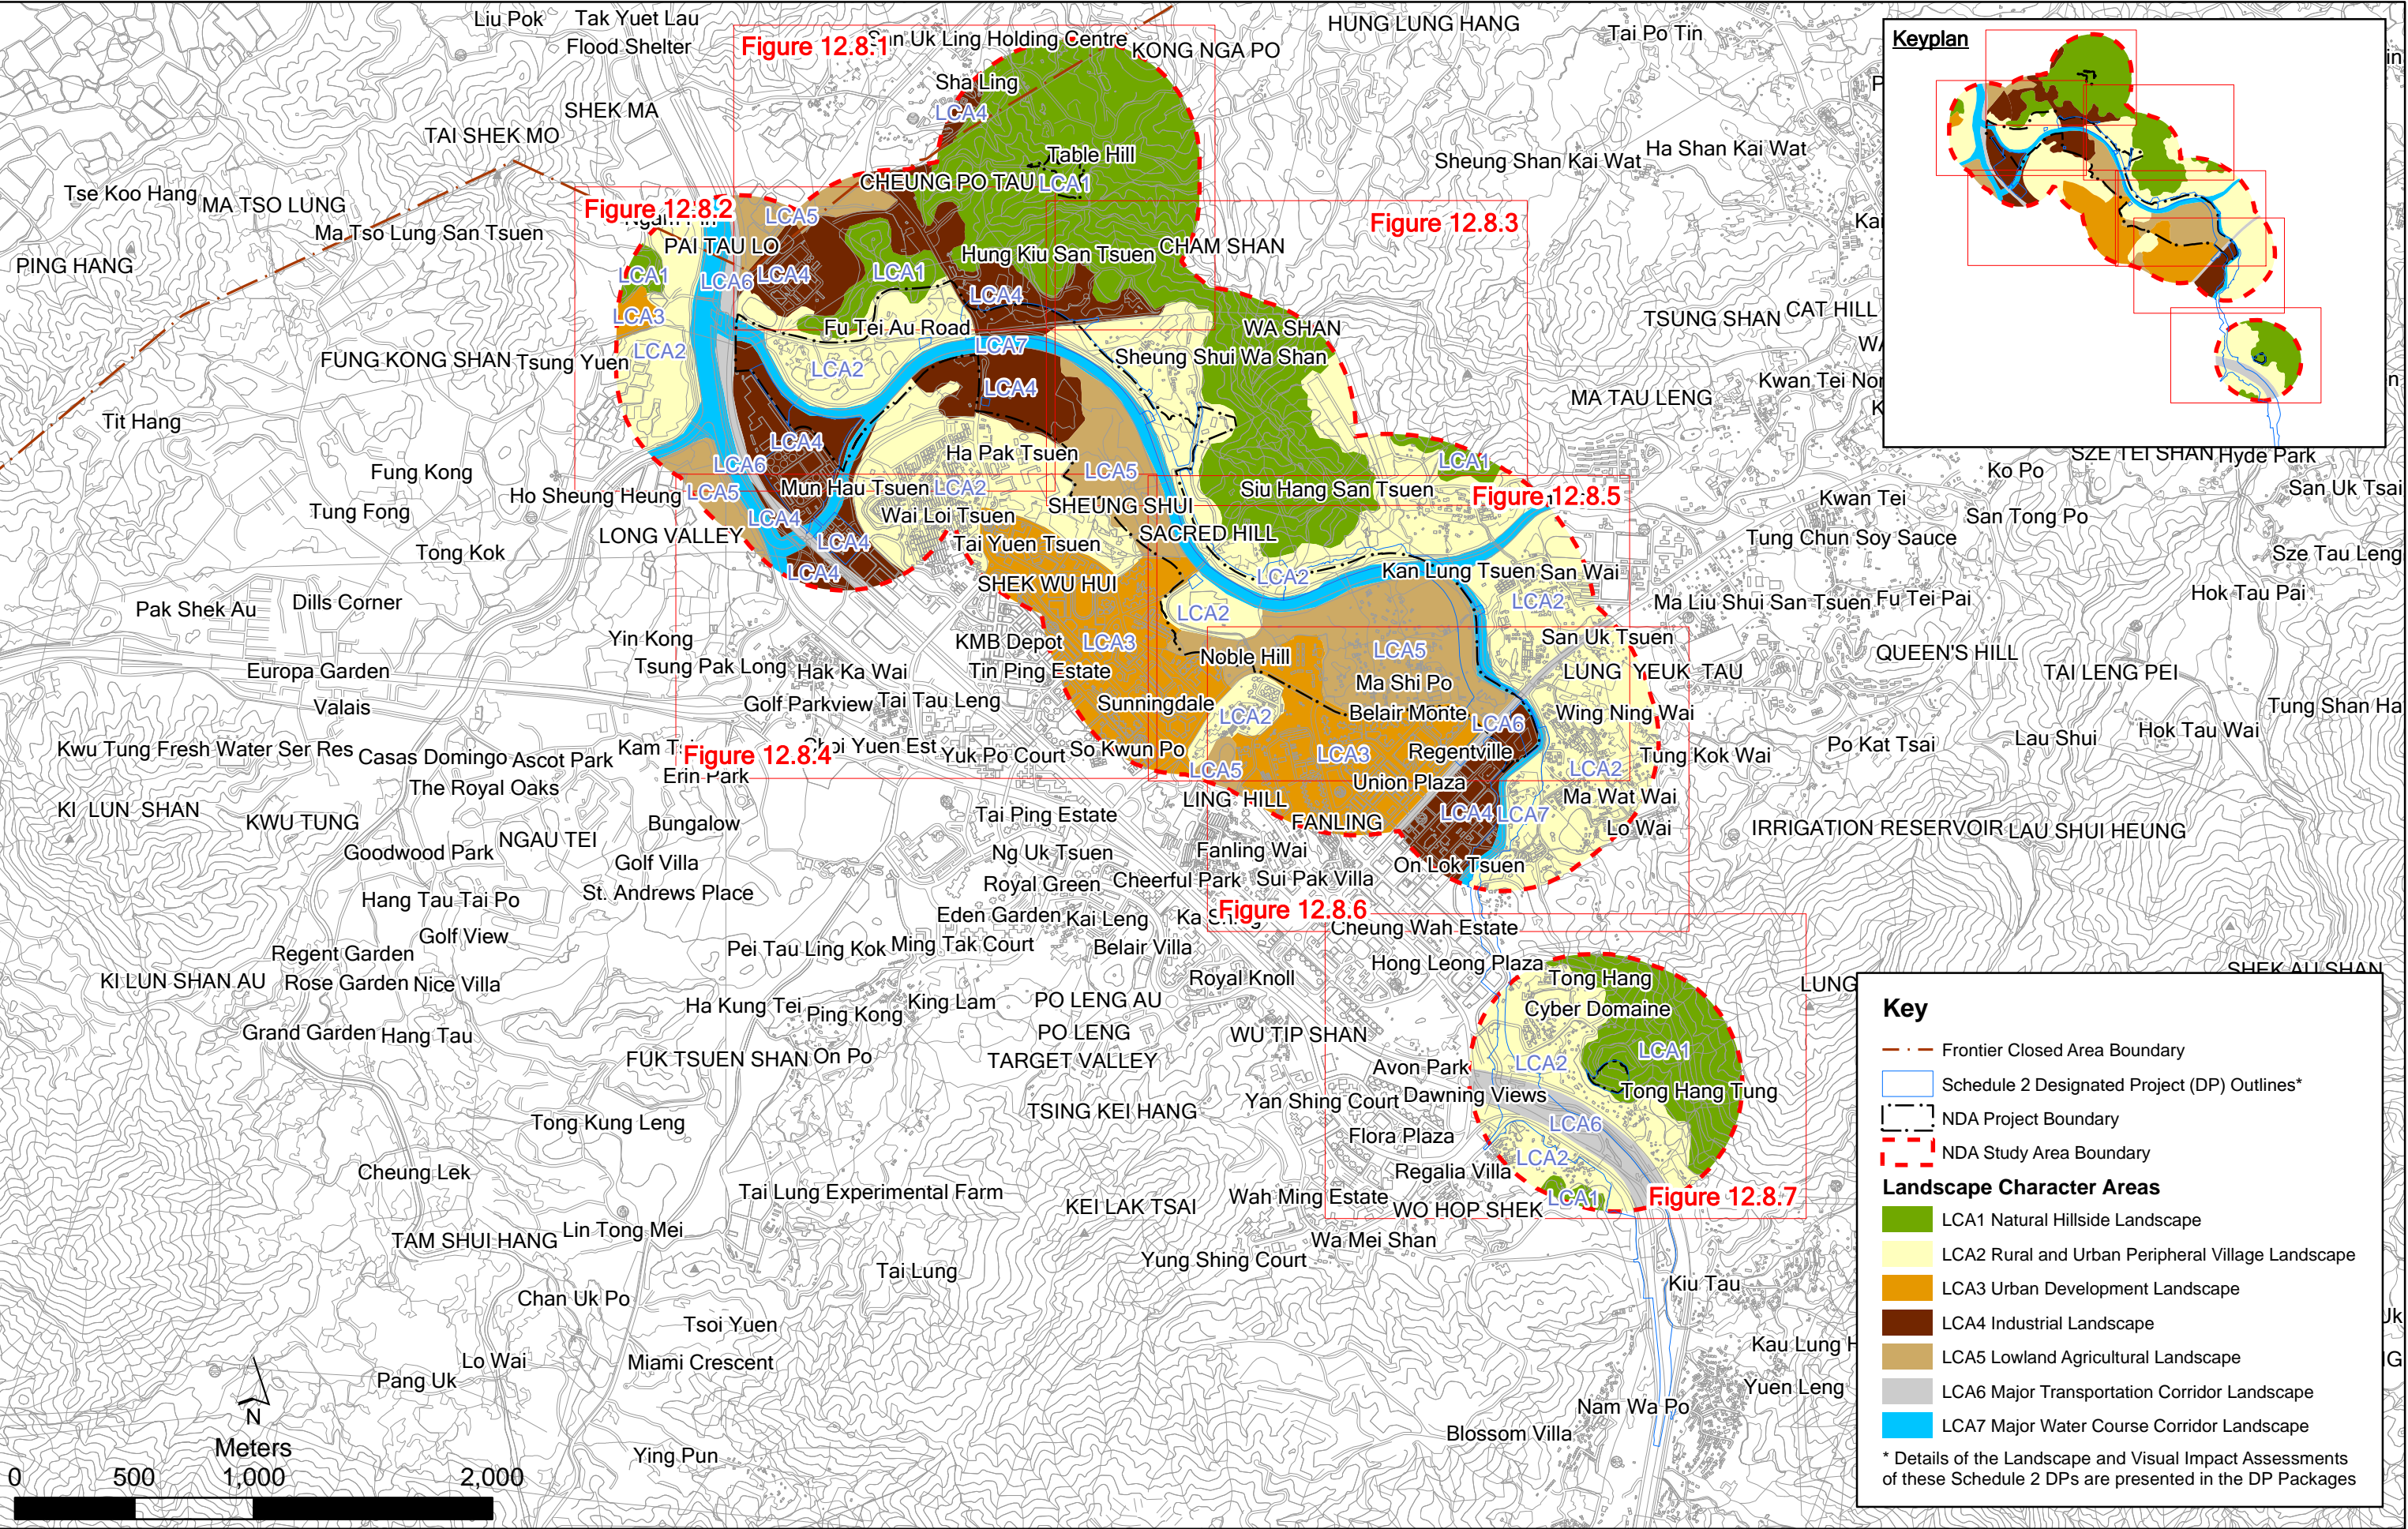 Liu Pok
Tak Yuet Lau
Flood Shelter
Figure 12.8.1
San Uk Ling Holding Centre
KONG NGA PO
HUNG LUNG HANG
Tai Po Tin
Keyplan
Sha Ling
LCA4
SHEK MA
TAI SHEK MO
Table Hill
LCA1
CHEUNG PO TAU
Sheung Shan Kai Wat
Ha Shan Kai Wat
Tse Koo Hang
MA TSO LUNG
Ma Tso Lung San Tsuen
PING HANG
Figure 12.8.2
LCA5
PAI TAU LO
LCA1
LCA6
LCA4
LCA1
Hung Kiu San Tsuen
CHAM SHAN
Figure 12.8.3
LCA4
LCA3
LCA2
Fu Tei Au Road
LCA7
WA SHAN
Sheung Shui Wa Shan
TSUNG SHAN
CAT HILL
FUNG KONG SHAN
Tsung Yuen
LCA2
LCA4
MA TAU LENG
Kwan Tei Nor
Tit Hang
LCA4
LCA6
Ha Pak Tsuen
LCA5
LCA1
Fung Kong
Ho Sheung Heung
LCA5
Mun Hau Tsuen
LCA2
Siu Hang San Tsuen
Figure 12.8.5
SZE TEI SHAN
Hyde Park
Ko Po
San Uk Tsai
Kwan Tei
San Tong Po
Tung Fong
LCA4
Wai Loi Tsuen
SHEUNG SHUI
LONG VALLEY
LCA4
Tai Yuen Tsuen
SACRED HILL
Tung Chun Soy Sauce
Sze Tau Leng
Tong Kok
LCA4
SHEK WU HUI
LCA2
Kan Lung Tsuen
San Wai
LCA2
Pak Shek Au
Dills Corner
LCA2
Ma Liu Shui San Tsuen
Fu Tei Pai
Hok Tau Pai
Yin Kong
KMB Depot
LCA3
San Uk Tsuen
Europa Garden
Tsung Pak Long
Hak Ka Wai
Tin Ping Estate
Noble Hill
LCA5
LUNG YEUK TAU
QUEEN'S HILL
TAI LENG PEI
Valais
Golf Parkview
Tai Tau Leng
Sunningdale
LCA2
Ma Shi Po
Belair Monte
LCA6
Wing Ning Wai
Tung Shan Ha
Kwu Tung Fresh Water Ser Res
Casas Domingo
Ascot Park
Figure 12.8.4
Choi Yuen Est
Yuk Po Court
So Kwun Po
LCA3
Regentville
Tung Kok Wai
Po Kat Tsai
Lau Shui
Hok Tau Wai
The Royal Oaks
Erin Park
LCA5
Union Plaza
LCA2
KI LUN SHAN
KWU TUNG
NGAU TEI
Bungalow
Tai Ping Estate
LING HILL
FANLING
LCA4
LCA7
Ma Wat Wai
Lo Wai
IRRIGATION RESERVOIR
LAU SHUI HEUNG
Goodwood Park
Golf Villa
Ng Uk Tsuen
Fanling Wai
On Lok Tsuen
Hang Tau Tai Po
St. Andrews Place
Royal Green
Cheerful Park
Sui Pak Villa
Golf View
Eden Garden
Kai Leng
Figure 12.8.6
Cheung Wah Estate
Regent Garden
Pei Tau Ling Kok
Ming Tak Court
Belair Villa
Hong Leong Plaza
KI LUN SHAN AU
Rose Garden
Nice Villa
Royal Knoll
Tong Hang
LUNG
SHEK AU SHAN
Ha Kung Tei
Ping Kong
King Lam
PO LENG AU
Cyber Domaine
Grand Garden
Hang Tau
PO LENG
WU TIP SHAN
LCA1
FUK TSUEN SHAN
On Po
TARGET VALLEY
Avon Park
LCA2
Tong Hang Tung
TSING KEI HANG
Yan Shing Court
Dawning Views
LCA6
Tong Kung Leng
Flora Plaza
LCA2
Cheung Lek
Regalia Villa
Tai Lung Experimental Farm
KEI LAK TSAI
Wah Ming Estate
WO HOP SHEK
LCA1
Figure 12.8.7
TAM SHUI HANG
Lin Tong Mei
Wa Mei Shan
Yung Shing Court
Tai Lung
Kiu Tau
Chan Uk Po
Tsoi Yuen
Kau Lung H
Lo Wai
Miami Crescent
Pang Uk
Yuen Leng
Nam Wa Po
Blossom Villa
Ying Pun
N
Meters
0 500 1,000 2,000
Key
Frontier Closed Area Boundary
Schedule 2 Designated Project (DP) Outlines*
NDA Project Boundary
NDA Study Area Boundary
Landscape Character Areas
LCA1 Natural Hillside Landscape
LCA2 Rural and Urban Peripheral Village Landscape
LCA3 Urban Development Landscape
LCA4 Industrial Landscape
LCA5 Lowland Agricultural Landscape
LCA6 Major Transportation Corridor Landscape
LCA7 Major Water Course Corridor Landscape
* Details of the Landscape and Visual Impact Assessments
of these Schedule 2 DPs are presented in the DP Packages